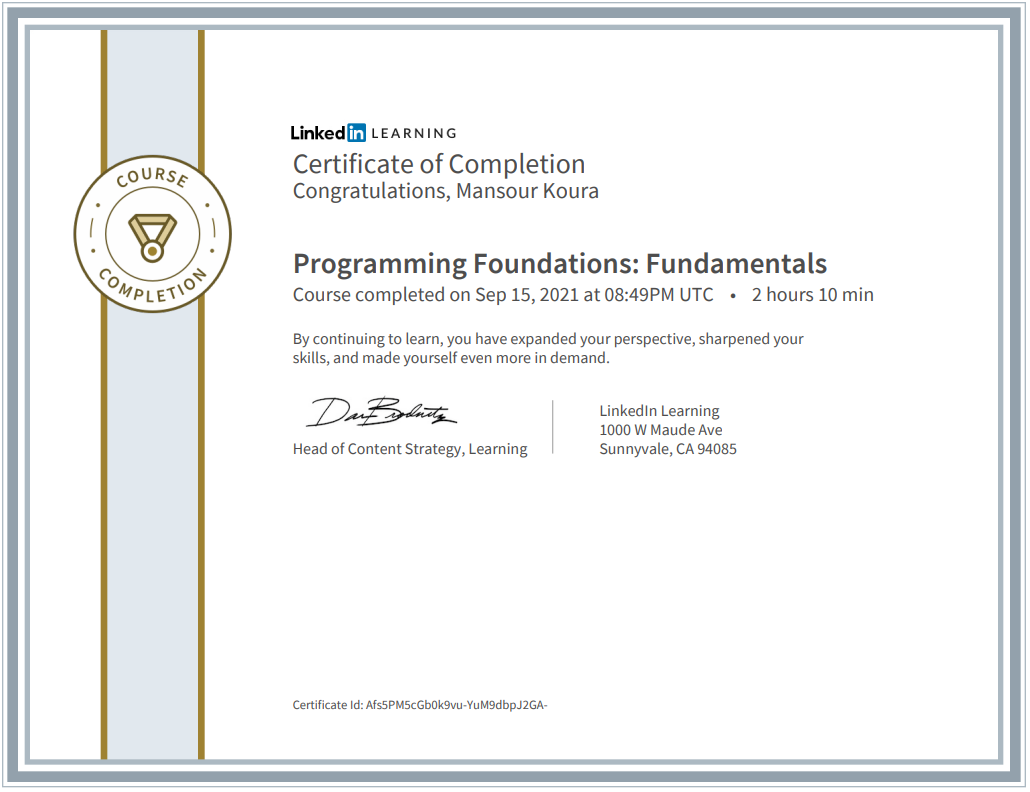 COURSE
COMPLETION
Linked in LEARNING
Certificate of Completion
Congratulations, Mansour Koura
Programming Foundations: Fundamentals
Course completed on Sep 15, 2021 at 08:49PM UTC • 2 hours 10 min
By continuing to learn, you have expanded your perspective, sharpened your
skills, and made yourself even more in demand.
Head of Content Strategy, Learning
LinkedIn Learning
1000 W Maude Ave
Sunnyvale, CA 94085
Certificate Id: Afs5PM5cGb0k9vu-YuM9dbpJ2GA-